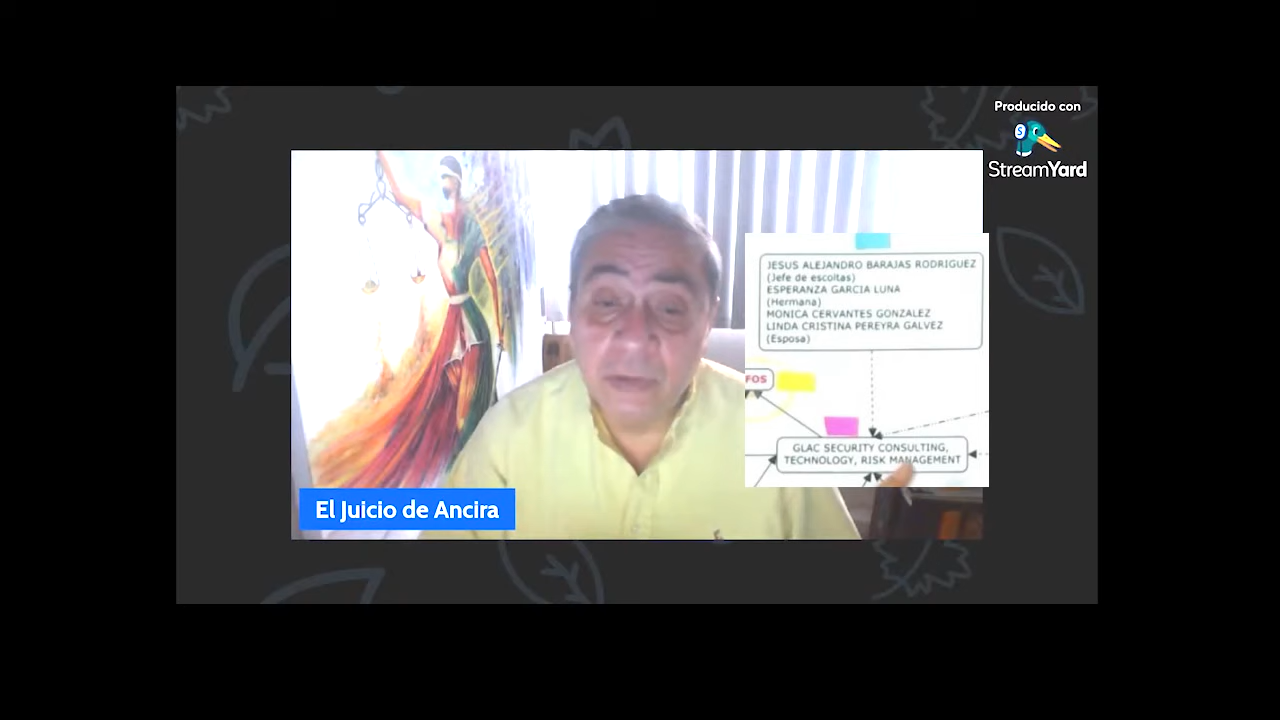 Producido con
StreamYard
JESUS ALEJANDRO BARAJAS RODRIGUEZ
(Jefe de escoltas)
ESPERANZA GARCIA LUNA
(Hermana)
MONICA CERVANTES GONZALEZ
LINDA CRISTINA PEREYRA GALVEZ
(Esposa)
FOS
GLAC SECURITY CONSULTING,
TECHNOLOGY, RISK MANAGEMENT
El Juicio de Ancira